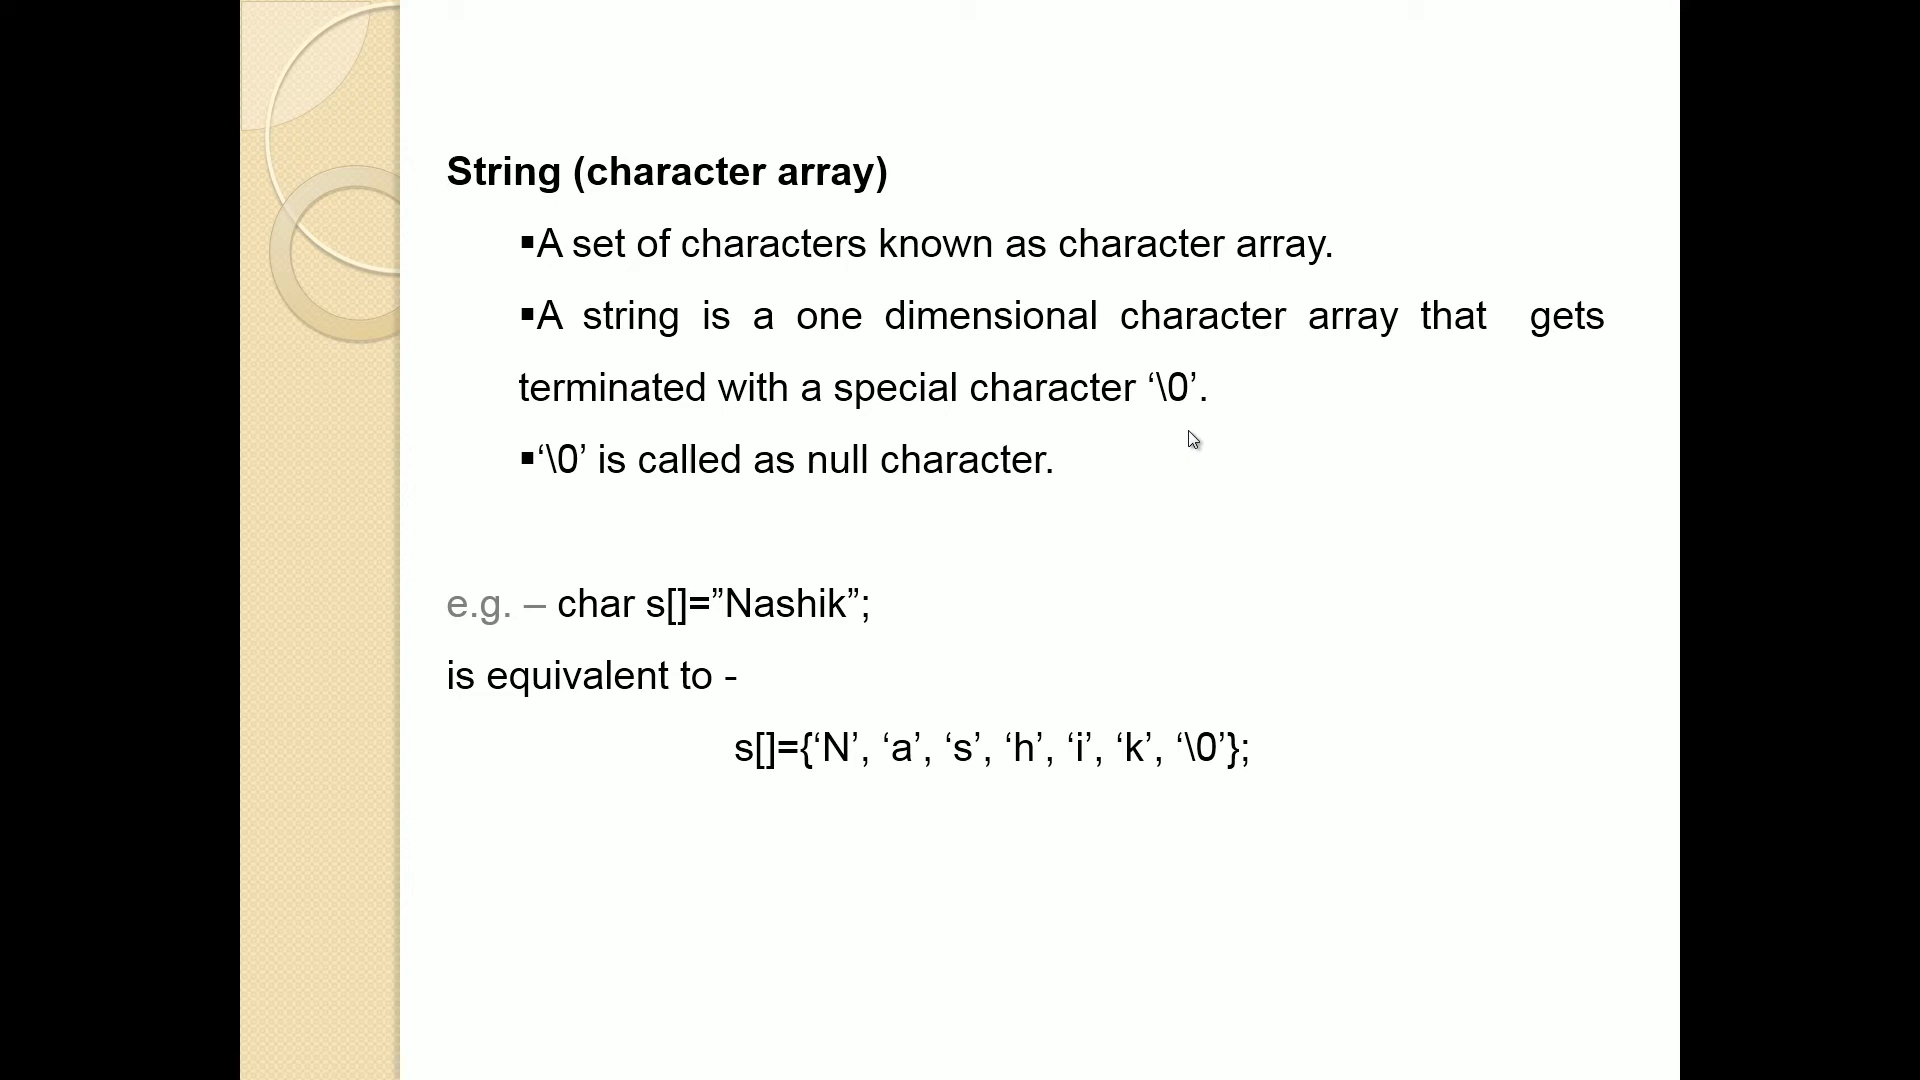 String (character array)
▪A set of characters known as character array.
▪A string is a one dimensional character array that gets
terminated with a special character ‘\0’.
▪‘\0’ is called as null character.
e.g. – char s[]=”Nashik”;
is equivalent to -
s[]={‘N’, ‘a’, ‘s’, ‘h’, ‘i’, ‘k’, ‘\0’};